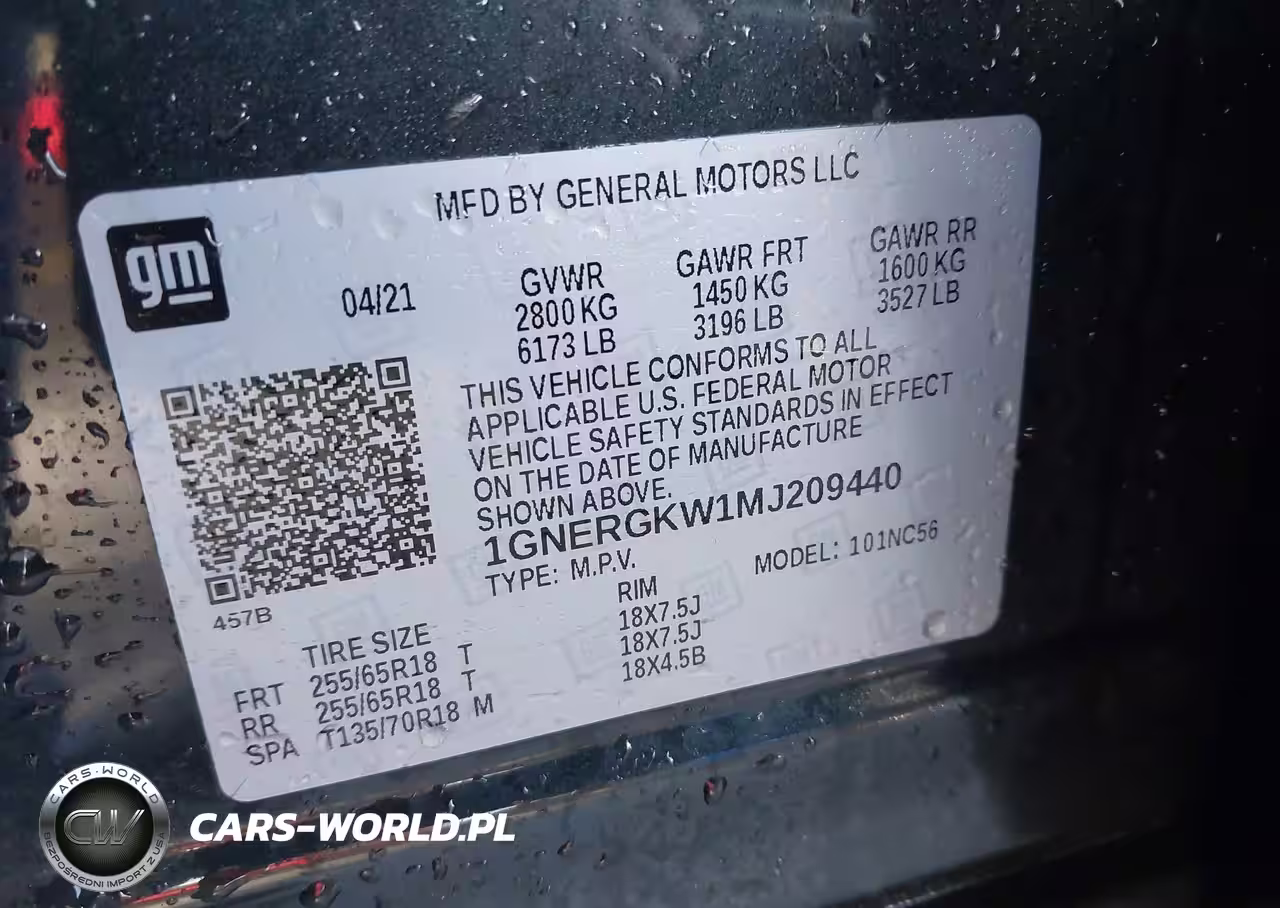 MFD BY GENERAL MOTORS LLC
gm
04/21
GVWR GAWR FRT GAWR RR
2800 KG 1450 KG 1600 KG
6173 LB 3196 LB 3527 LB
THIS VEHICLE CONFORMS TO ALL
APPLICABLE U.S. FEDERAL MOTOR
VEHICLE SAFETY STANDARDS IN EFFECT
ON THE DATE OF MANUFACTURE
SHOWN ABOVE.
1GNERGKW1MJ209440
TYPE: M.P.V. MODEL: 101NC56
457B
TIRE SIZE RIM
FRT 255/65R18 T 18X7.5J
RR 255/65R18 T 18X7.5J
SPA T135/70R18 M 18X4.5B
CARS-WORLD
CW
BEZPOŚREDNI IMPORT Z USA
CARS-WORLD.PL